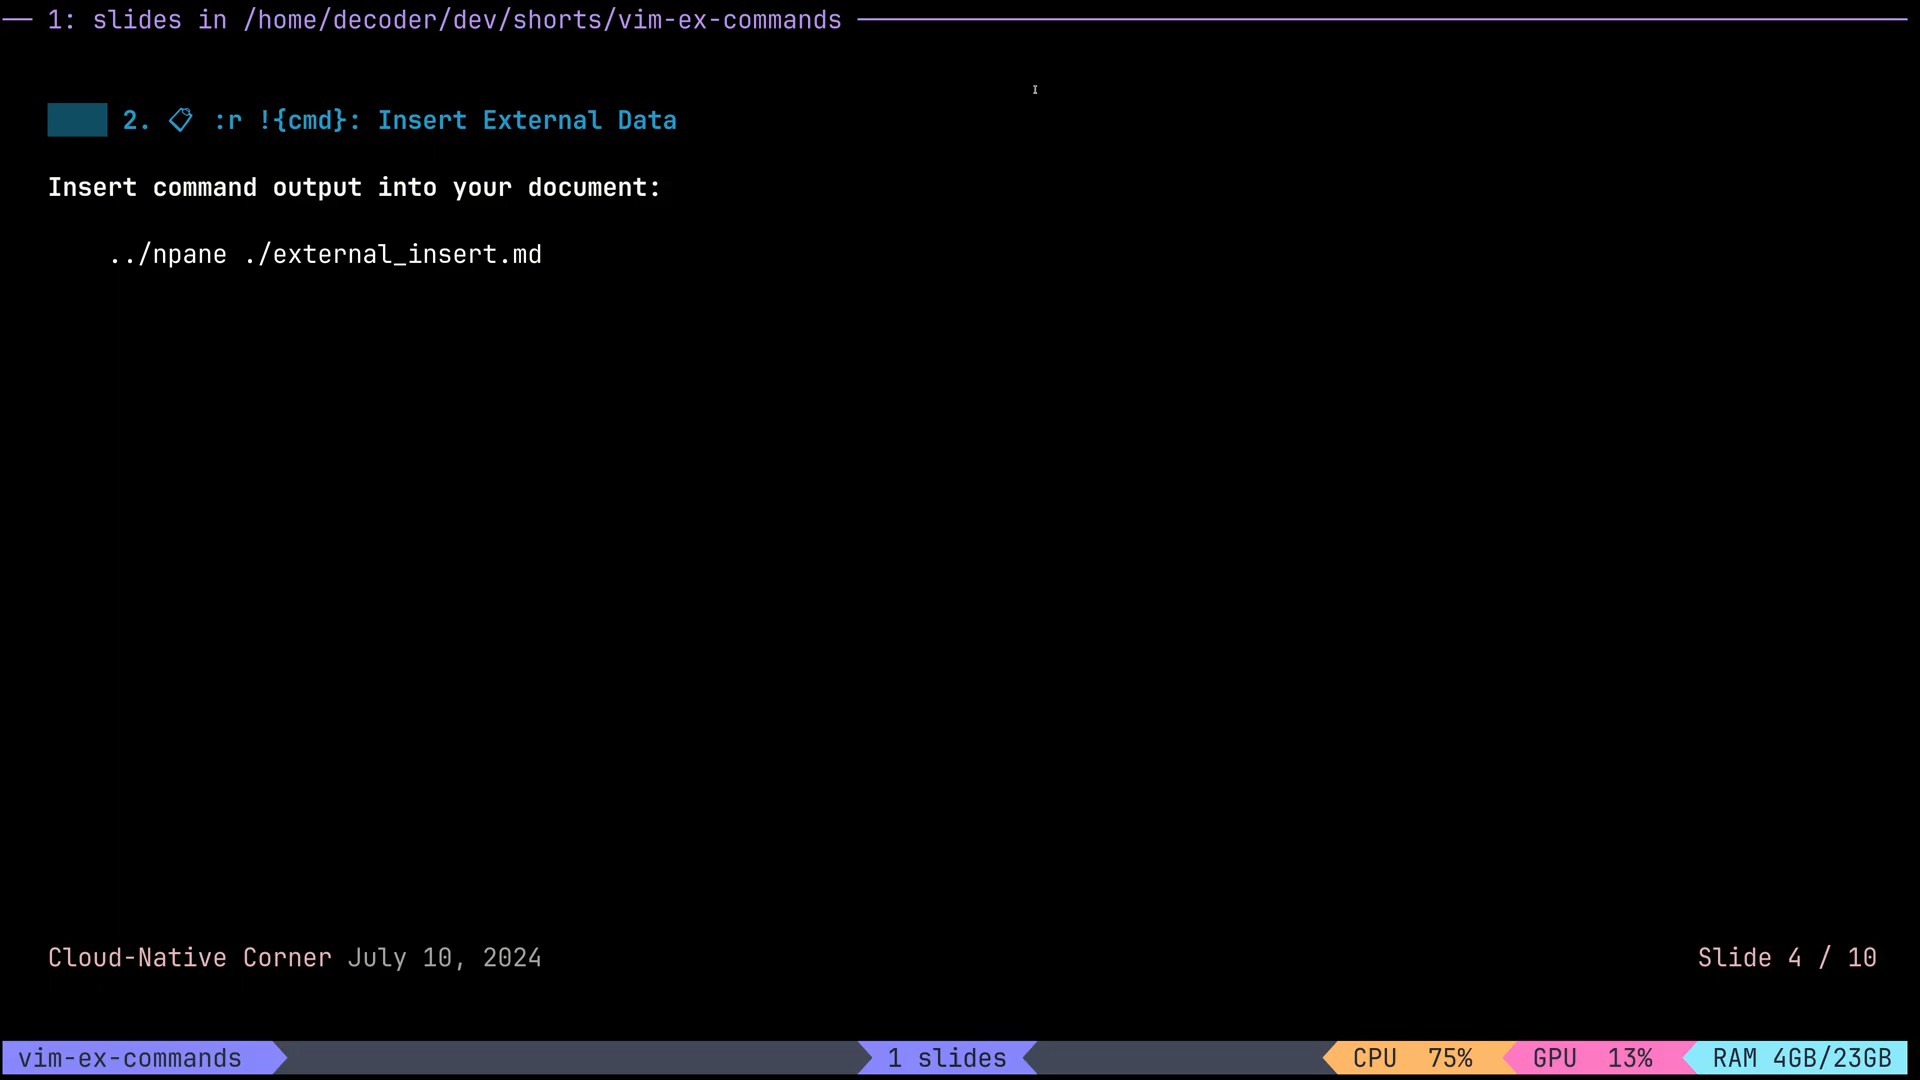 1: slides in /home/decoder/dev/shorts/vim-ex-commands
2. 📋 :r !{cmd}: Insert External Data
Insert command output into your document:
../npane ./external_insert.md
Cloud-Native Corner July 10, 2024
Slide 4 / 10
vim-ex-commands
1 slides
CPU 75%
GPU 13%
RAM 4GB/23GB